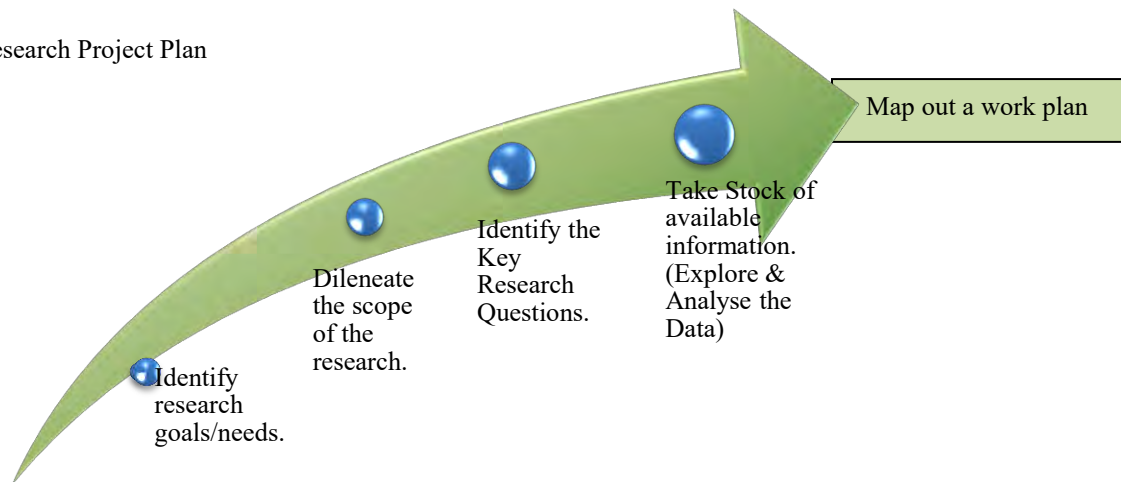 esearch Project Plan
Map out a work plan
Take Stock of
available
information.
(Explore &
Analyse the
Data)
Identify the
Key
Research
Questions.
Dileneate
the scope
of the
research.
Identify
research
goals/needs.